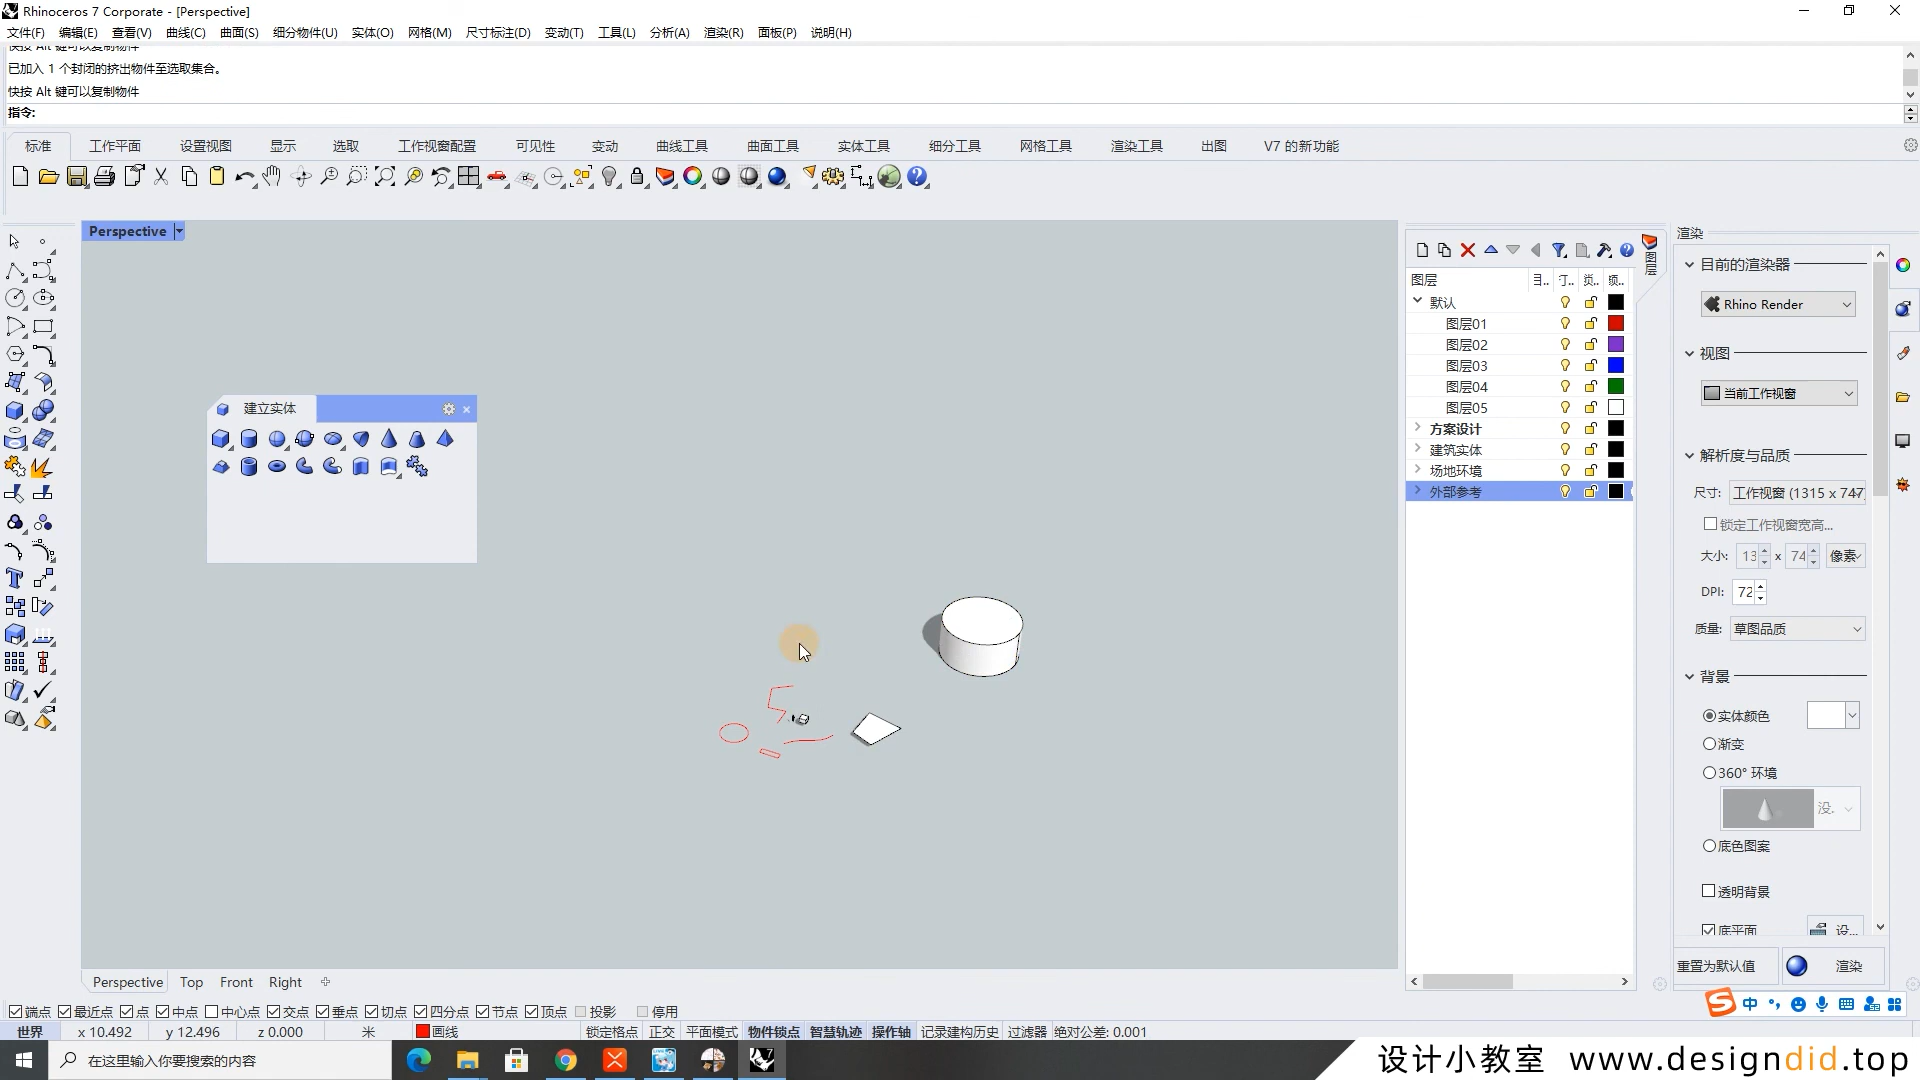 Rhinoceros 7 Corporate - [Perspective]
文件(F) 编辑(E) 查看(V) 曲线(C) 曲面(S) 细分物件(U) 实体(O) 网格(M) 尺寸标注(D) 变动(T) 工具(L) 分析(A) 渲染(R) 面板(P) 说明(H)
快按 Alt 键可以复制物件
已加入 1 个封闭的挤出物件至选取集合。
快按 Alt 键可以复制物件
指令:
标准 工作平面 设置视图 显示 选取 工作视窗配置 可见性 变动 曲线工具 曲面工具 实体工具 细分工具 网格工具 渲染工具 出图 V7 的新功能
Perspective
建立实体
图层
图层
默认
图层01
图层02
图层03
图层04
图层05
方案设计
建筑实体
场地环境
外部参考
渲染
目前的渲染器
Rhino Render
视图
当前工作视窗
解析度与品质
尺寸: 工作视窗 (1315 x 747)
锁定工作视窗宽高...
大小: 13 x 74 像素
DPI: 72
质量: 草图品质
背景
实体颜色
渐变
360° 环境
没.
底色图案
透明背景
底平面 设...
重置为默认值 渲染
Perspective Top Front Right
端点 最近点 点 中点 中心点 交点 垂点 切点 四分点 节点 顶点 投影 停用
世界 x 10.492 y 12.496 z 0.000 米 画线 锁定格点 正交 平面模式 物件锁点 智慧轨迹 操作轴 记录建构历史 过滤器 绝对公差: 0.001
中
在这里输入你要搜索的内容
设计小教室 www.designdid.top